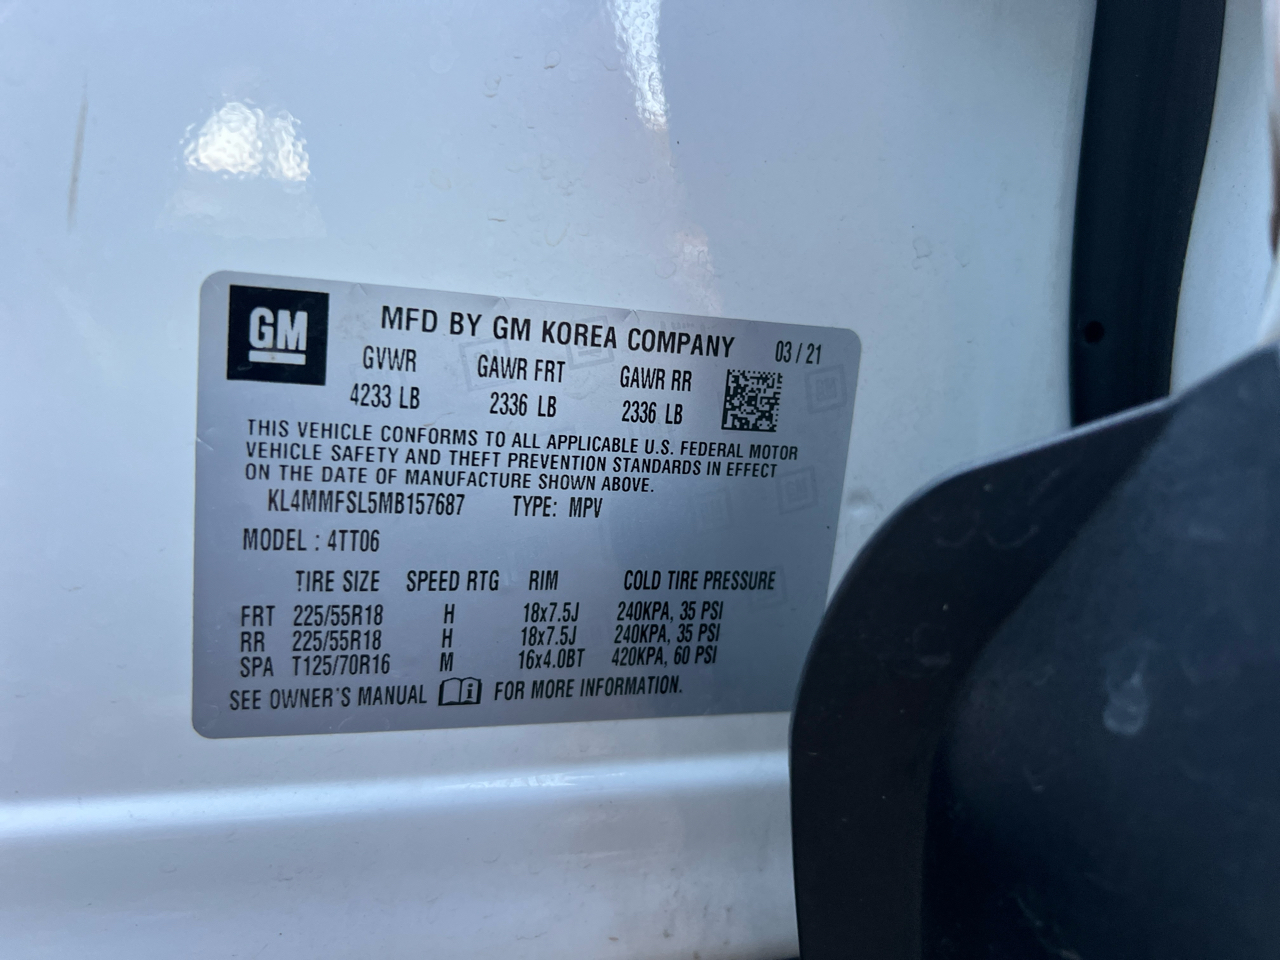 GM
MFD BY GM KOREA COMPANY 03 / 21
GVWR GAWR FRT GAWR RR
4233 LB 2336 LB 2336 LB
THIS VEHICLE CONFORMS TO ALL APPLICABLE U.S. FEDERAL MOTOR
VEHICLE SAFETY AND THEFT PREVENTION STANDARDS IN EFFECT
ON THE DATE OF MANUFACTURE SHOWN ABOVE.
KL4MMFSL5MB157687 TYPE: MPV
MODEL : 4TT06
TIRE SIZE SPEED RTG RIM COLD TIRE PRESSURE
FRT 225/55R18 H 18x7.5J 240KPA, 35 PSI
RR 225/55R18 H 18x7.5J 240KPA, 35 PSI
SPA T125/70R16 M 16x4.0BT 420KPA, 60 PSI
SEE OWNER'S MANUAL FOR MORE INFORMATION.